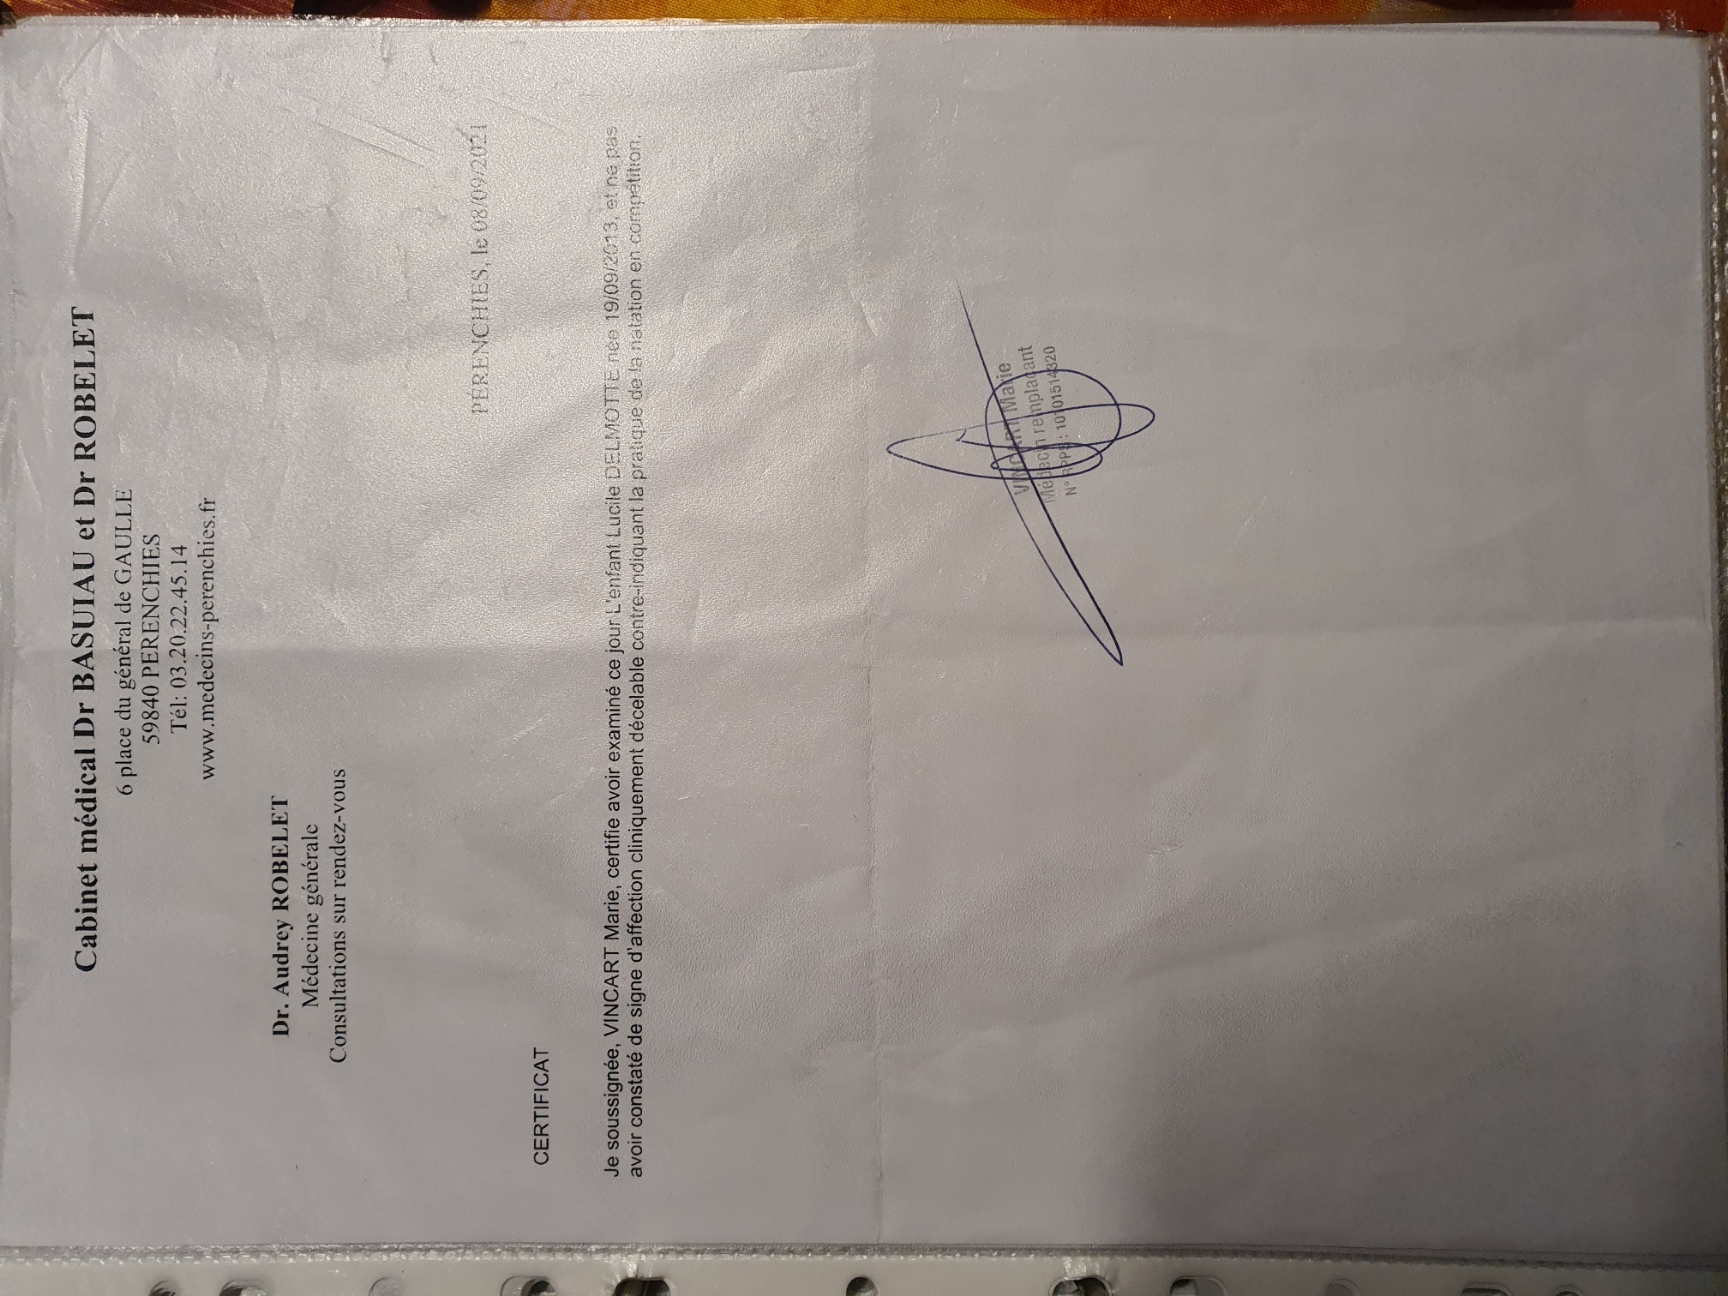 Cabinet médical Dr BASUIAU et Dr ROBELET
6 place du général de GAULLE
59840 PERENCHIES
Tél: 03.20.22.45.14
www.medecins-perenchies.fr
Dr. Audrey ROBELET
Médecine générale
Consultations sur rendez-vous
PÉRENCHIES, le 08/09/2021
CERTIFICAT
Je soussignée, VINCART Marie, certifie avoir examiné ce jour L'enfant Lucile DELMOTTE née 19/09/2013, et ne pas
avoir constaté de signe d'affection cliniquement décelable contre-indiquant la pratique de la natation en compétition.
VINCART Marie
Médecin remplaçant
N° RPPS : 10101514320